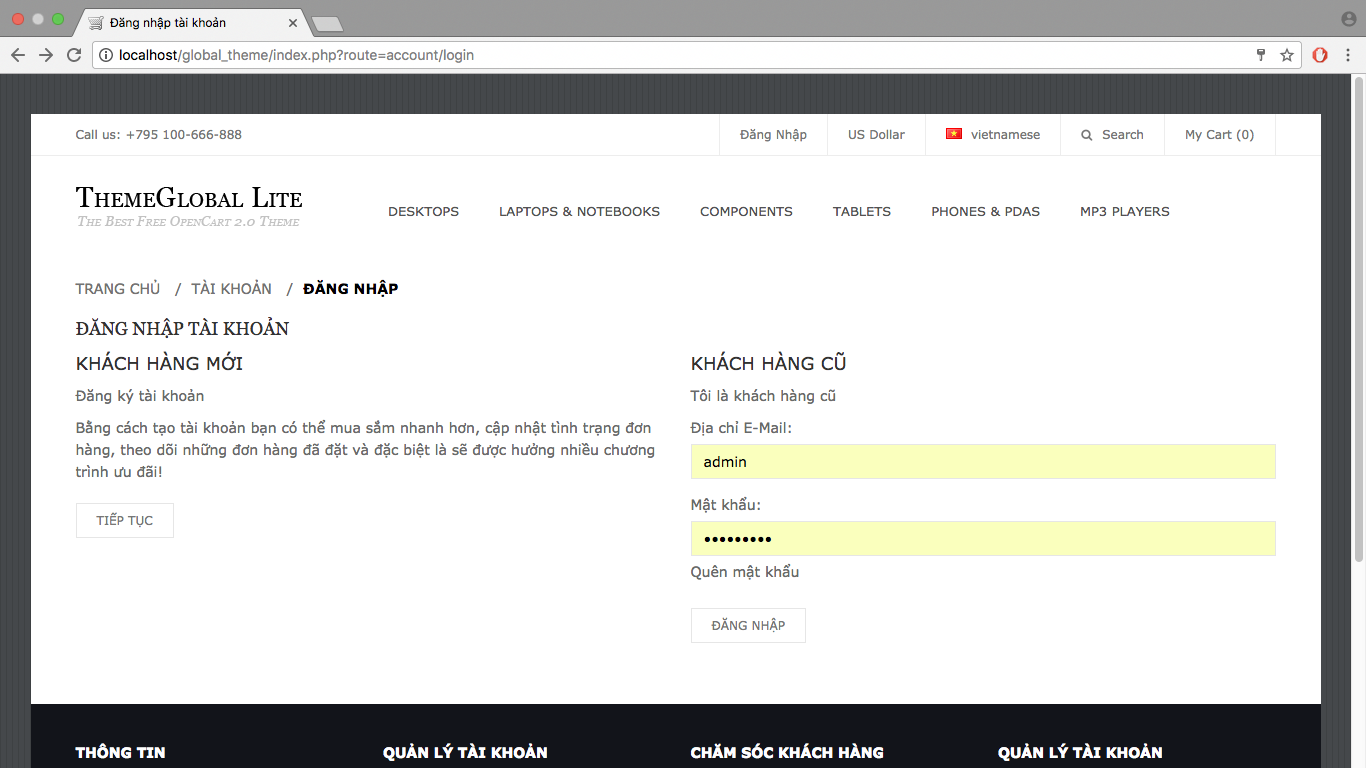 Đăng nhập tài khoản
localhost/global_theme/index.php?route=account/login
Call us: +795 100-666-888
Đăng Nhập
US Dollar
vietnamese
Search
My Cart (0)
ThemeGlobal Lite
The Best Free OpenCart 2.0 Theme
DESKTOPS
LAPTOPS & NOTEBOOKS
COMPONENTS
TABLETS
PHONES & PDAS
MP3 PLAYERS
TRANG CHỦ / TÀI KHOẢN / ĐĂNG NHẬP
ĐĂNG NHẬP TÀI KHOẢN
KHÁCH HÀNG MỚI
Đăng ký tài khoản
Bằng cách tạo tài khoản bạn có thể mua sắm nhanh hơn, cập nhật tình trạng đơn
hàng, theo dõi những đơn hàng đã đặt và đặc biệt là sẽ được hưởng nhiều chương
trình ưu đãi!
TIẾP TỤC
KHÁCH HÀNG CŨ
Tôi là khách hàng cũ
Địa chỉ E-Mail:
admin
Mật khẩu:
•••••••••
Quên mật khẩu
ĐĂNG NHẬP
THÔNG TIN
QUẢN LÝ TÀI KHOẢN
CHĂM SÓC KHÁCH HÀNG
QUẢN LÝ TÀI KHOẢN